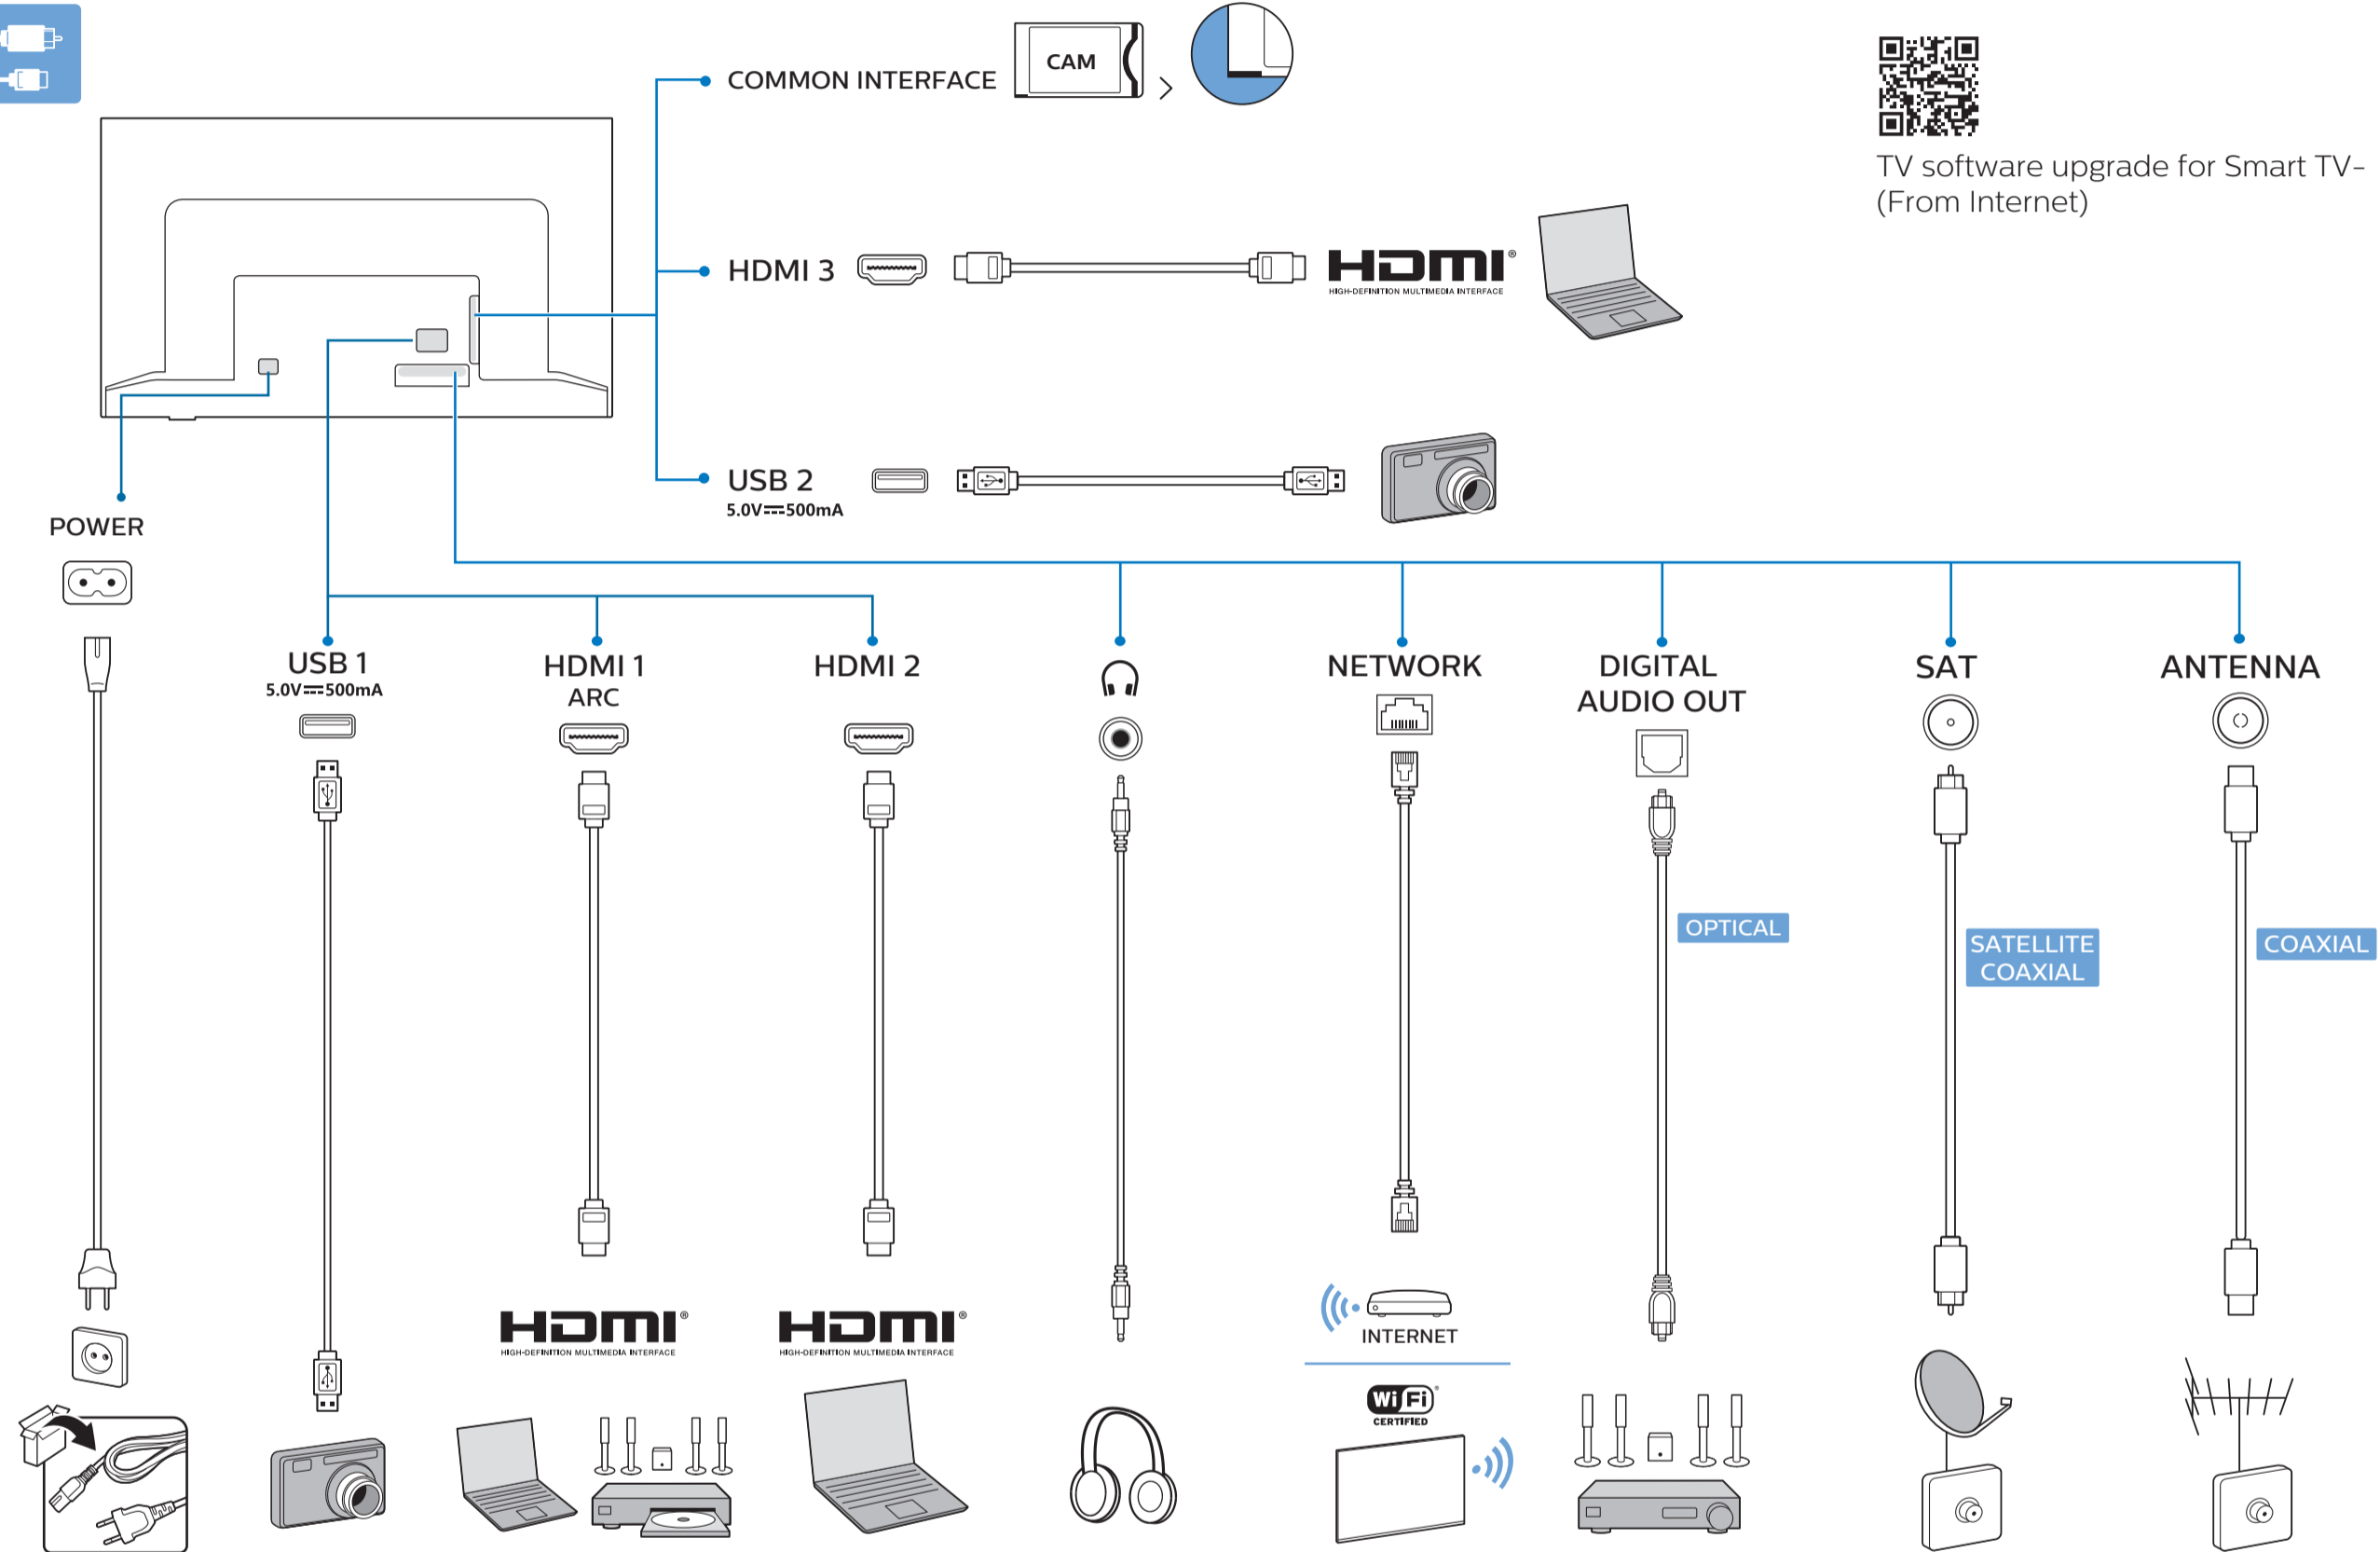 COMMON INTERFACE
CAM
>
TV software upgrade for Smart TV-
(From Internet)
HDMI 3
HDMI®
HIGH-DEFINITION MULTIMEDIA INTERFACE
USB 2
5.0V⎓500mA
POWER
USB 1
5.0V⎓500mA
HDMI 1
ARC
HDMI 2
NETWORK
DIGITAL
AUDIO OUT
SAT
ANTENNA
OPTICAL
SATELLITE
COAXIAL
COAXIAL
HDMI®
HIGH-DEFINITION MULTIMEDIA INTERFACE
HDMI®
HIGH-DEFINITION MULTIMEDIA INTERFACE
INTERNET
Wi Fi®
CERTIFIED